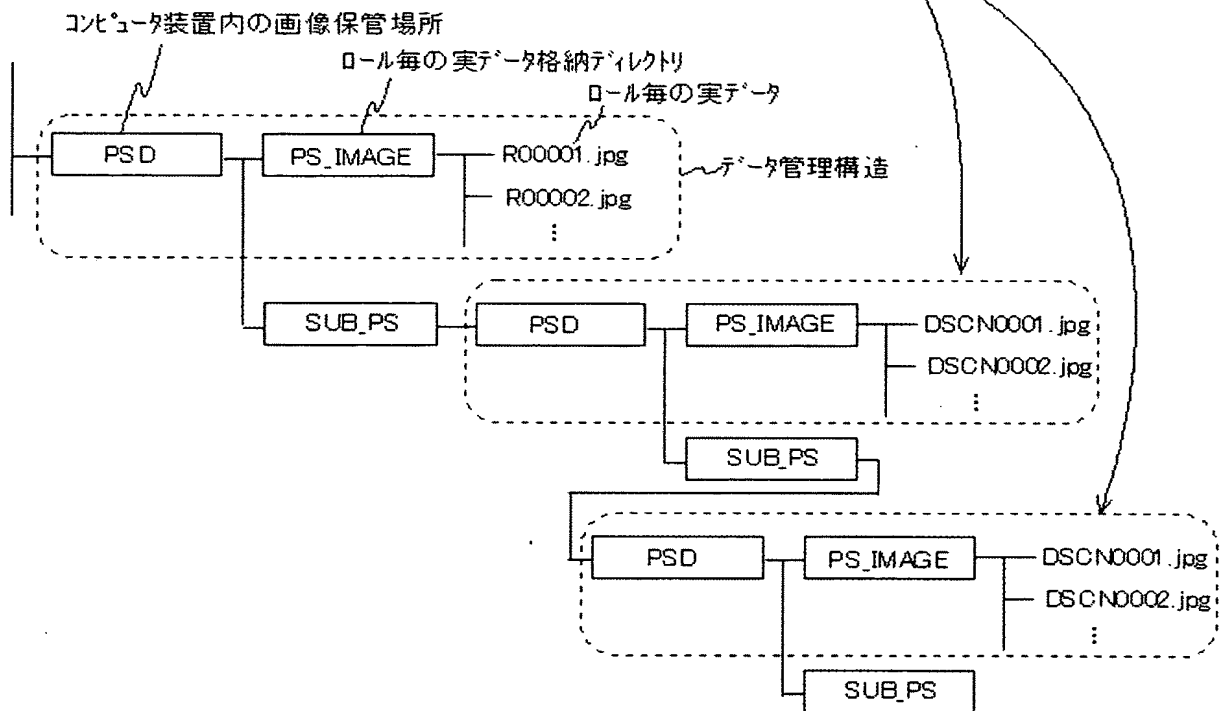 コンピュータ装置内の画像保管場所
ロール毎の実データ格納ディレクトリ
ロール毎の実データ
PSD
PS_IMAGE
R00001.jpg
データ管理構造
R00002.jpg
⋮
SUB_PS
PSD
PS_IMAGE
DSCN0001.jpg
DSCN0002.jpg
⋮
SUB_PS
PSD
PS_IMAGE
DSCN0001.jpg
DSCN0002.jpg
⋮
SUB_PS